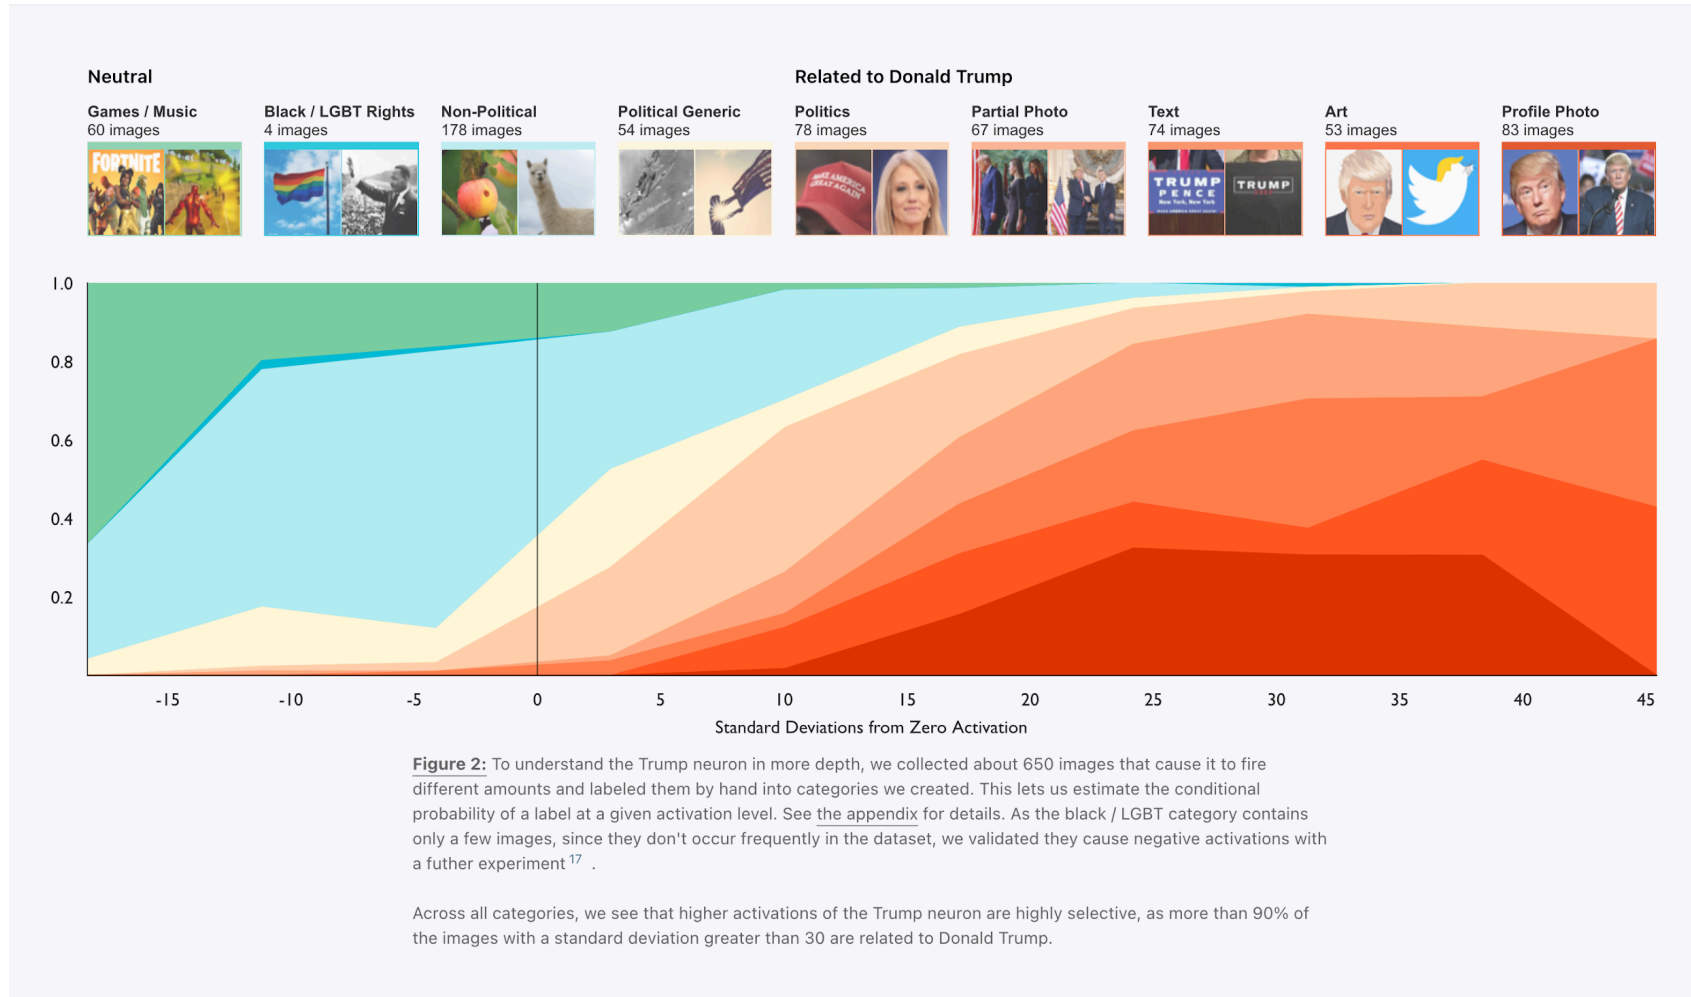 Neutral
Related to Donald Trump
Games / Music
60 images
Black / LGBT Rights
4 images
Non-Political
178 images
Political Generic
54 images
Politics
78 images
Partial Photo
67 images
Text
74 images
Art
53 images
Profile Photo
83 images
FORTNITE
MAKE AMERICA
GREAT AGAIN
TRUMP
PENCE
New York, New York
TRUMP
1.0
0.8
0.6
0.4
0.2
-15 -10 -5 0 5 10 15 20 25 30 35 40 45
Standard Deviations from Zero Activation
Figure 2: To understand the Trump neuron in more depth, we collected about 650 images that cause it to fire
different amounts and labeled them by hand into categories we created. This lets us estimate the conditional
probability of a label at a given activation level. See the appendix for details. As the black / LGBT category contains
only a few images, since they don't occur frequently in the dataset, we validated they cause negative activations with
a futher experiment 17 .
Across all categories, we see that higher activations of the Trump neuron are highly selective, as more than 90% of
the images with a standard deviation greater than 30 are related to Donald Trump.